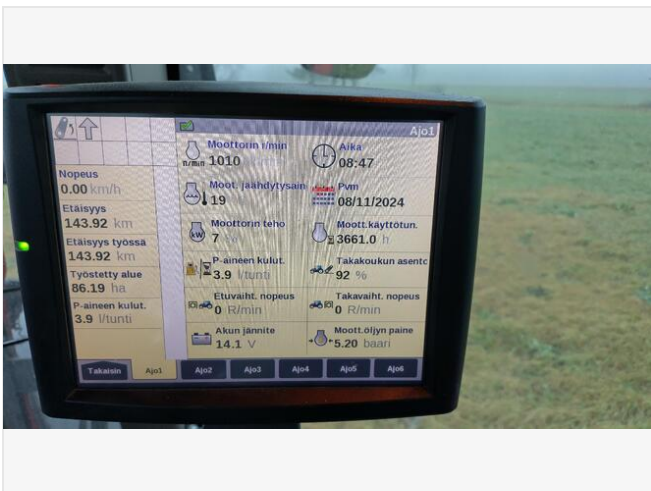 Ajo1
Nopeus
0.00 km/h
Etäisyys
143.92 km
Etäisyys työssä
143.92 km
Työstetty alue
86.19 ha
P-aineen kulut.
3.9 l/tunti
Moottorin r/min
n/min 1010
Aika
08:47
Moot. jäähdytysain
19
Pvm
08/11/2024
Moottorin teho
kW 7
Moott.käyttötun.
3661.0 h
P-aineen kulut.
3.9 l/tunti
Takakoukun asento
92 %
Etuvaiht. nopeus
0 R/min
Takavaiht. nopeus
0 R/min
Akun jännite
14.1 V
Moott.öljyn paine
5.20 baari
Takaisin Ajo1 Ajo2 Ajo3 Ajo4 Ajo5 Ajo6